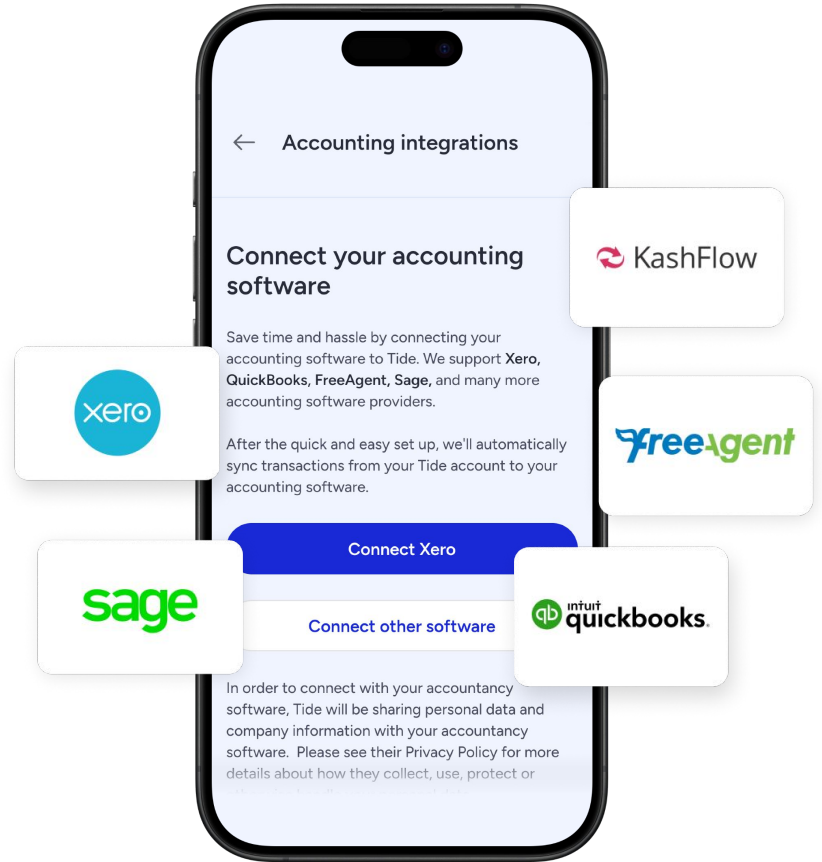 Accounting integrations
Connect your accounting
software
Save time and hassle by connecting your
accounting software to Tide. We support Xero,
QuickBooks, FreeAgent, Sage, and many more
accounting software providers.
After the quick and easy set up, we'll automatically
sync transactions from your Tide account to your
accounting software.
Connect Xero
Connect other software
In order to connect with your accountancy
software, Tide will be sharing personal data and
company information with your accountancy
software. Please see their Privacy Policy for more
details about how they collect, use, protect or
KashFlow
xero
freeagent
sage
qb intuit quickbooks.